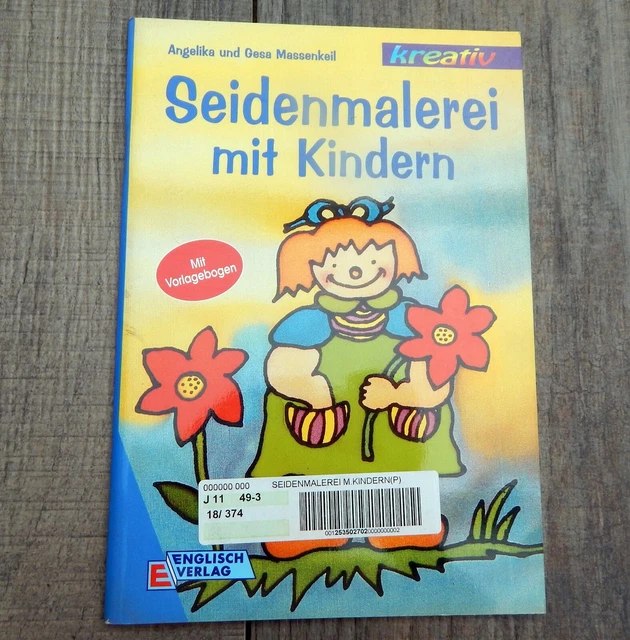 Angelika und Gesa Massenkeil
kreativ
Seidenmalerei
mit Kindern
Mit
Vorlagebogen
000000 000 SEIDENMALEREI M.KINDERN(P)
J 11 49-3
18/ 374
0012535027020000000002
E ENGLISCH
VERLAG